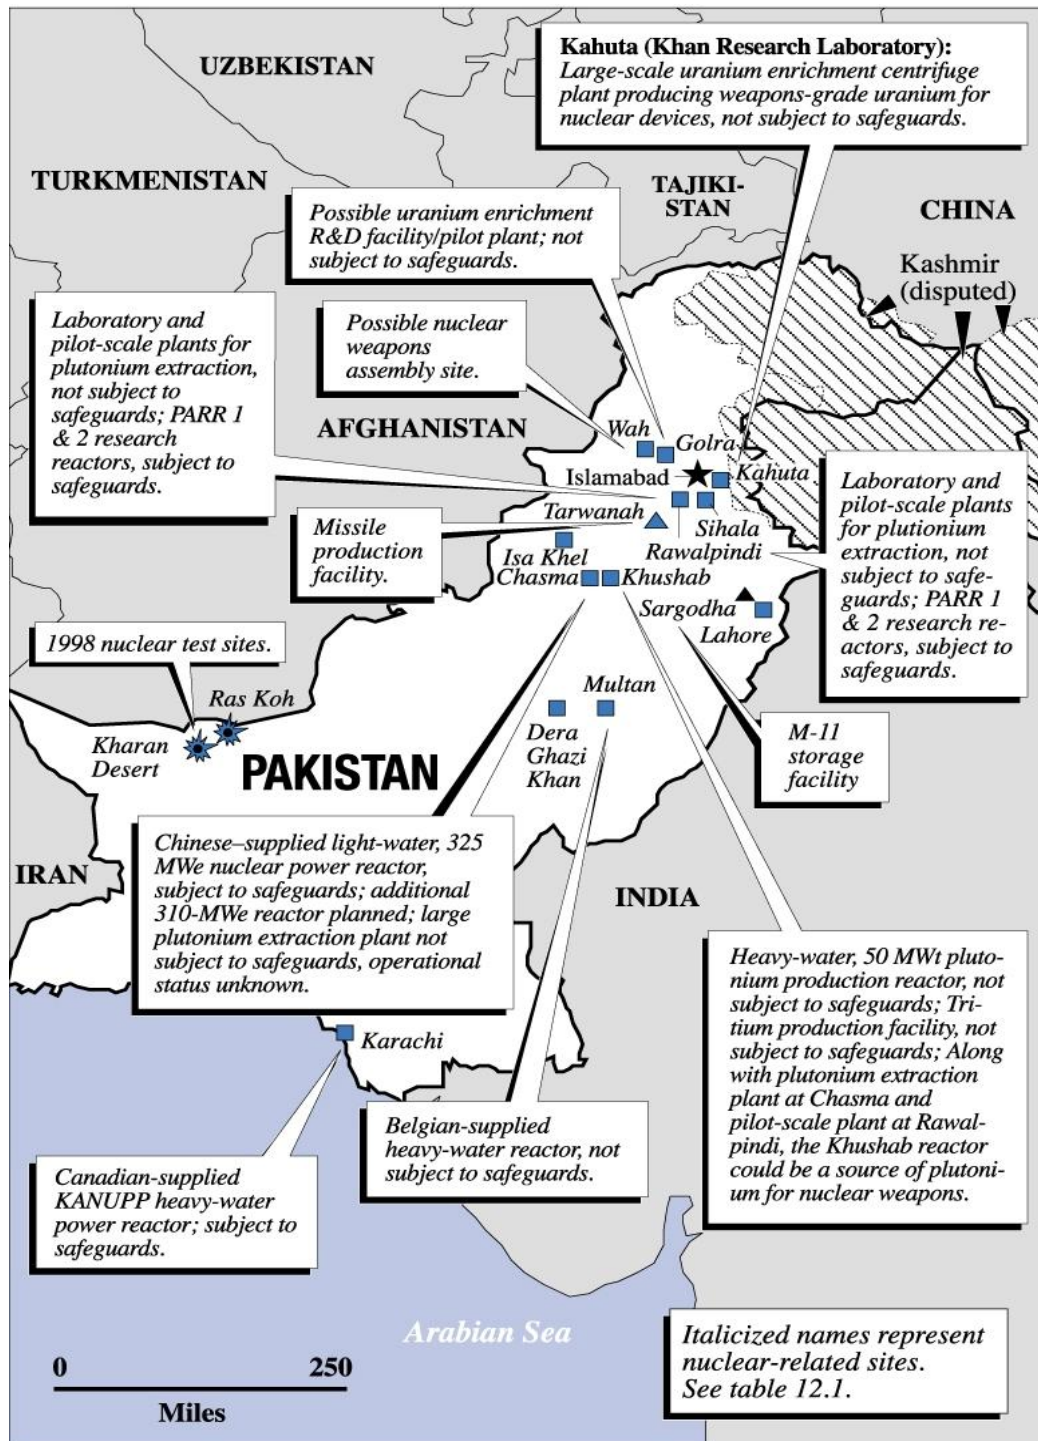 UZBEKISTAN
Kahuta (Khan Research Laboratory):
Large-scale uranium enrichment centrifuge
plant producing weapons-grade uranium for
nuclear devices, not subject to safeguards.
TURKMENISTAN
TAJIKI-
STAN
CHINA
Possible uranium enrichment
R&D facility/pilot plant; not
subject to safeguards.
Kashmir
(disputed)
Laboratory and
pilot-scale plants for
plutonium extraction,
not subject to
safeguards; PARR 1
& 2 research
reactors, subject to
safeguards.
Possible nuclear
weapons
assembly site.
AFGHANISTAN
Wah
Golra
Islamabad
Kahuta
Tarwanah
Sihala
Rawalpindi
Missile
production
facility.
Isa Khel
Chasma
Khushab
Sargodha
Lahore
Laboratory and
pilot-scale plants
for plutionium
extraction, not
subject to safe-
guards; PARR 1
& 2 research re-
actors, subject to
safeguards.
1998 nuclear test sites.
Ras Koh
Kharan
Desert
PAKISTAN
Multan
Dera
Ghazi
Khan
M-11
storage
facility
IRAN
INDIA
Chinese–supplied light-water, 325
MWe nuclear power reactor,
subject to safeguards; additional
310-MWe reactor planned; large
plutonium extraction plant not
subject to safeguards, operational
status unknown.
Heavy-water, 50 MWt pluto-
nium production reactor, not
subject to safeguards; Tri-
tium production facility, not
subject to safeguards; Along
with plutonium extraction
plant at Chasma and
pilot-scale plant at Rawal-
pindi, the Khushab reactor
could be a source of plutoni-
um for nuclear weapons.
Karachi
Belgian-supplied
heavy-water reactor, not
subject to safeguards.
Canadian-supplied
KANUPP heavy-water
power reactor; subject to
safeguards.
Arabian Sea
0 250
Miles
Italicized names represent
nuclear-related sites.
See table 12.1.